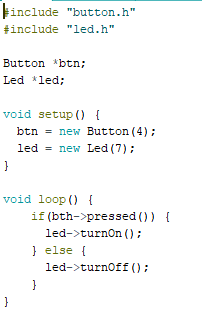 #include "button.h"
#include "led.h"
Button *btn;
Led *led;
void setup() {
btn = new Button(4);
led = new Led(7);
}
void loop() {
if(bth->pressed()) {
led->turnOn();
} else {
led->turnOff();
}
}